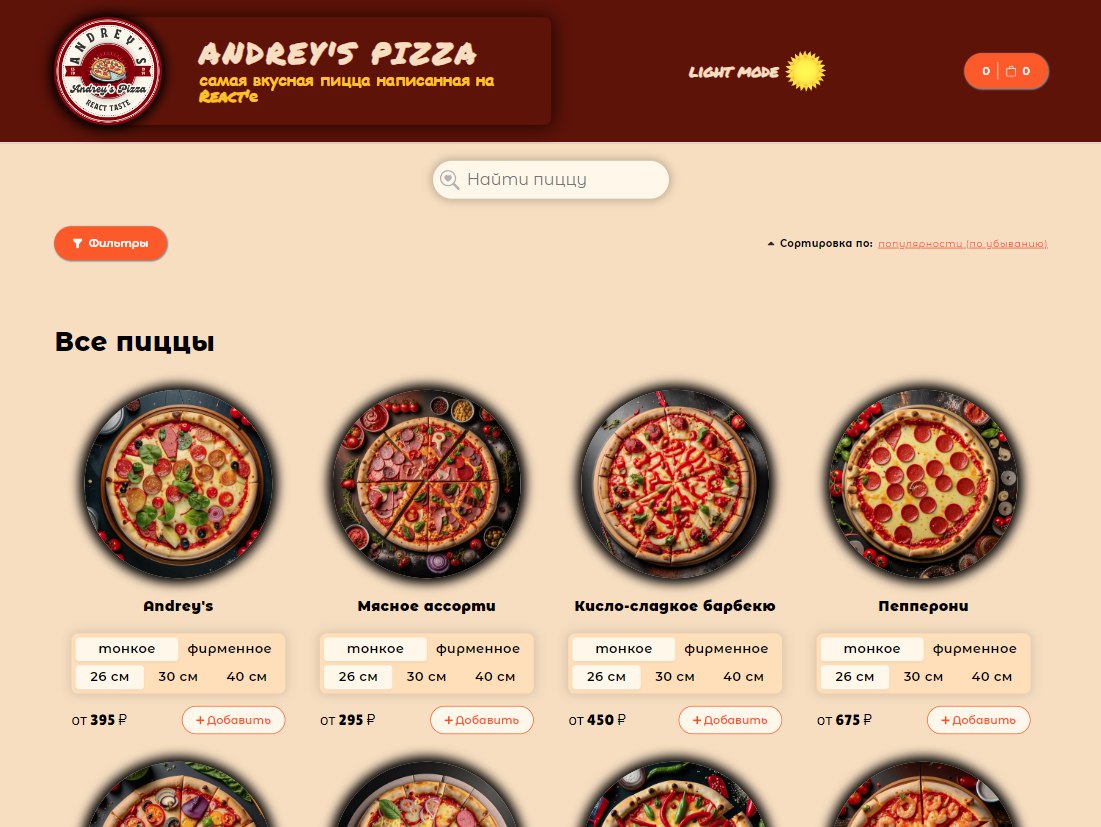 ANDREY'S
Andrey's Pizza
REACT TASTE
ANDREY'S PIZZA
самая вкусная пицца написанная на
React'е
LIGHT MODE
0 0
Найти пиццу
Фильтры
Сортировка по: популярности (по убыванию)
Все пиццы
Andrey's
Мясное ассорти
Кисло-сладкое барбекю
Пепперони
тонкое фирменное
26 см 30 см 40 см
от 395 ₽ + Добавить
тонкое фирменное
26 см 30 см 40 см
от 295 ₽ + Добавить
тонкое фирменное
26 см 30 см 40 см
от 450 ₽ + Добавить
тонкое фирменное
26 см 30 см 40 см
от 675 ₽ + Добавить